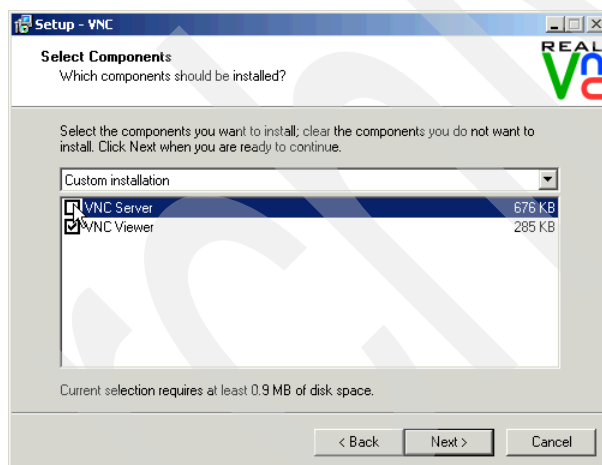 Setup - VNC
Select Components
Which components should be installed?
REAL
VNC
Select the components you want to install; clear the components you do not want to
install. Click Next when you are ready to continue.
Custom installation
VNC Server 676 KB
VNC Viewer 285 KB
Current selection requires at least 0.9 MB of disk space.
< Back Next > Cancel